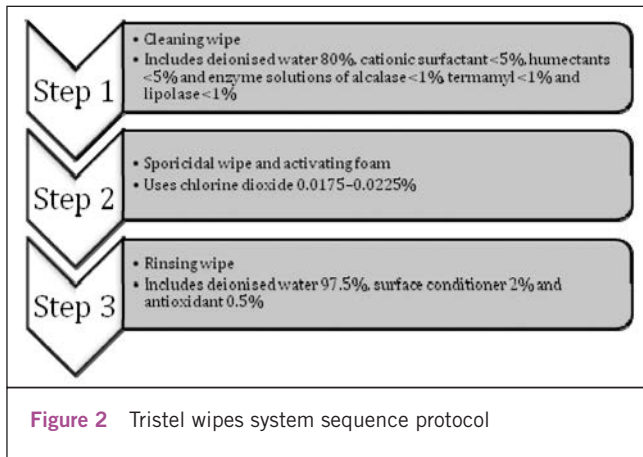 • Cleaning wipe
• Includes deionised water 80%, cationic surfactant <5%, humectants
<5% and enzyme solutions of alcalase <1%, termamyl <1% and
lipolase <1%
Step 1
• Sporicidal wipe and activating foam
• Uses chlorine dioxide 0.0175–0.0225%
Step 2
• Rinsing wipe
• Includes deionised water 97.5%, surface conditioner 2% and
antioxidant 0.5%
Step 3
Figure 2 Tristel wipes system sequence protocol